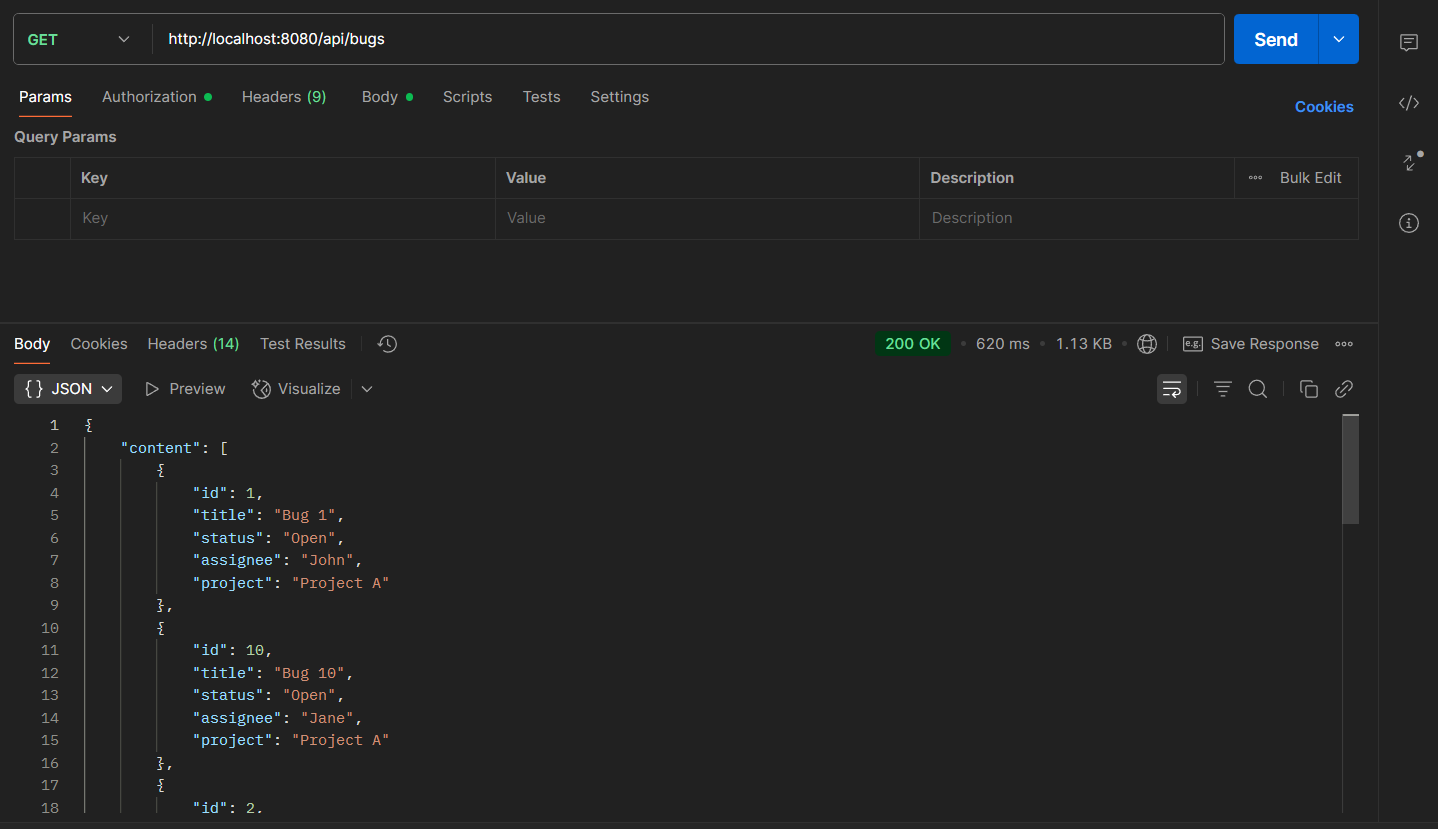 GET http://localhost:8080/api/bugs Send
Params Authorization Headers (9) Body Scripts Tests Settings Cookies
Query Params
Key Value Description Bulk Edit
Key Value Description
Body Cookies Headers (14) Test Results 200 OK 620 ms 1.13 KB e.g. Save Response
{} JSON Preview Visualize
1 {
2 "content": [
3 {
4 "id": 1,
5 "title": "Bug 1",
6 "status": "Open",
7 "assignee": "John",
8 "project": "Project A"
9 },
10 {
11 "id": 10,
12 "title": "Bug 10",
13 "status": "Open",
14 "assignee": "Jane",
15 "project": "Project A"
16 },
17 {
18 "id": 2,